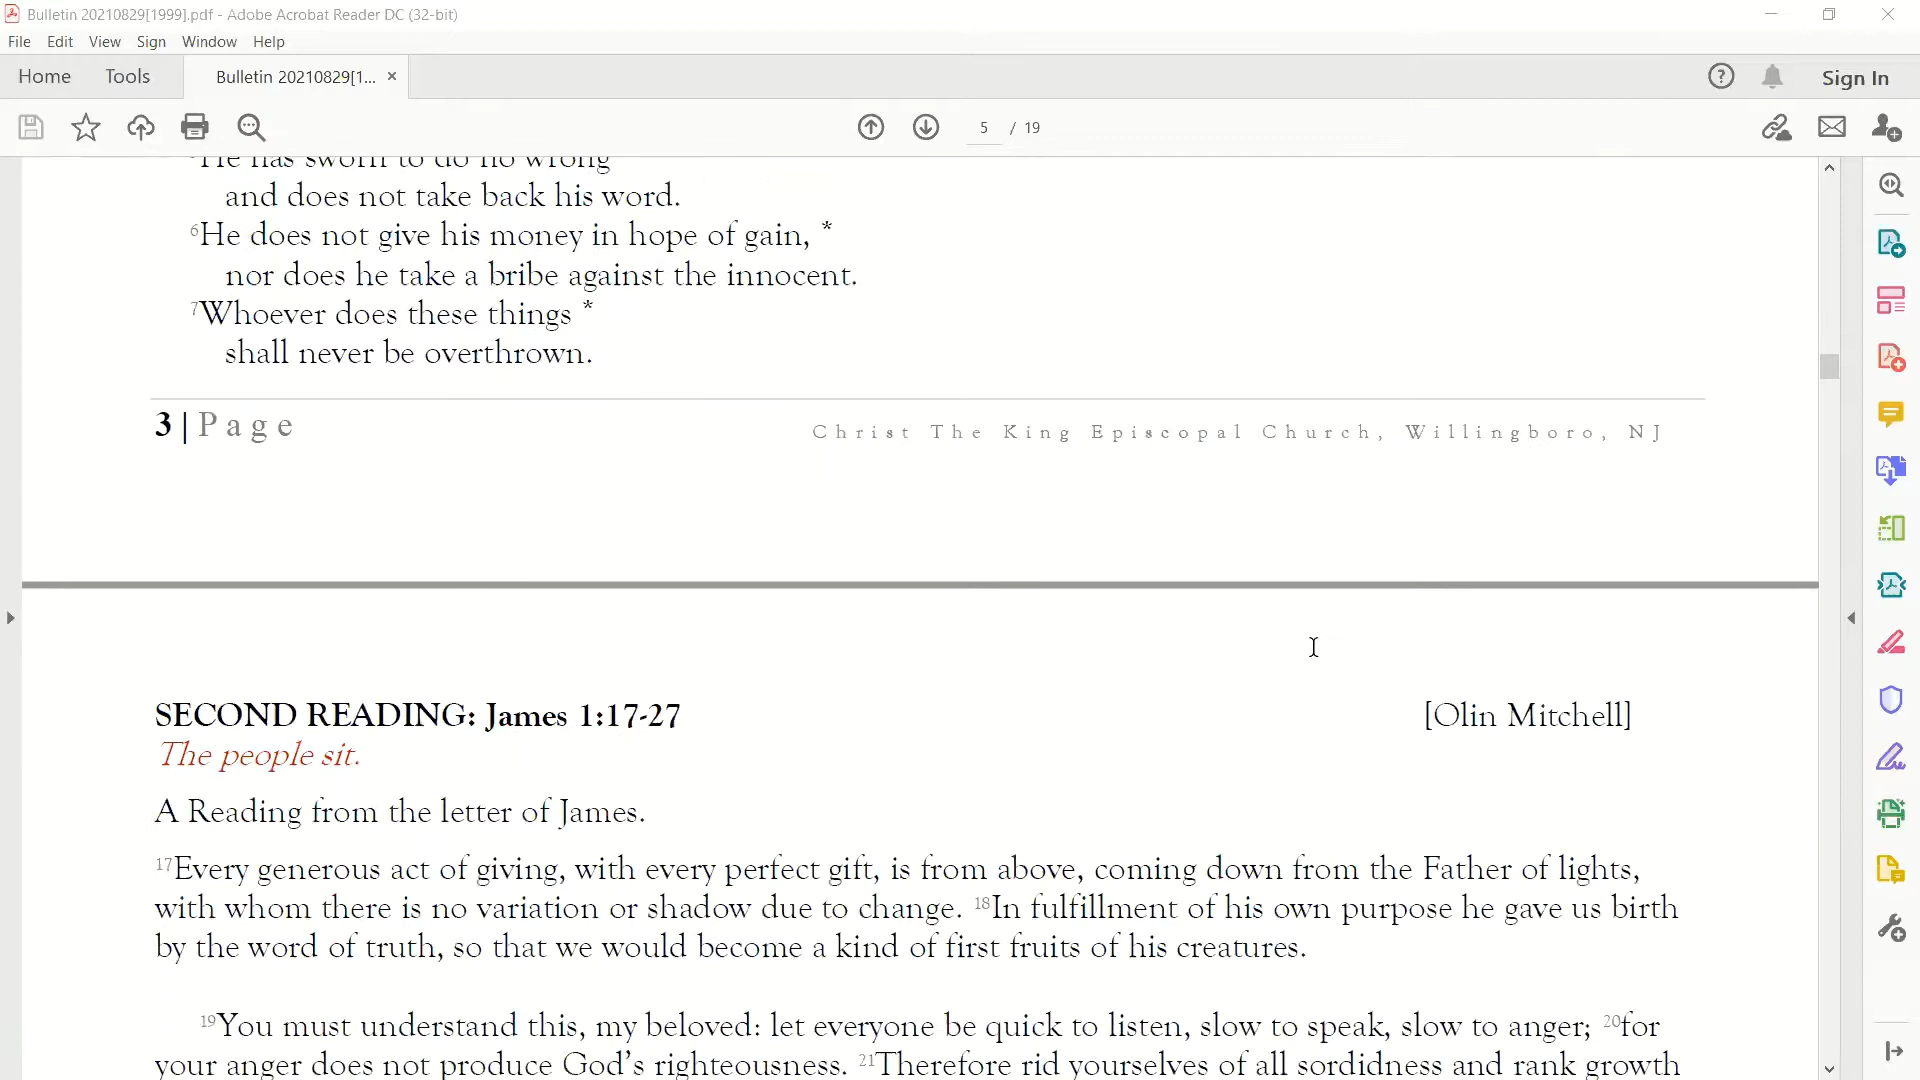 Bulletin 20210829[1999].pdf - Adobe Acrobat Reader DC (32-bit)
File Edit View Sign Window Help
Home Tools Bulletin 20210829[1... × Sign In
5 / 19
He has sworn to do no wrong
and does not take back his word.
6He does not give his money in hope of gain, *
nor does he take a bribe against the innocent.
7Whoever does these things *
shall never be overthrown.
3 | Page Christ The King Episcopal Church, Willingboro, NJ
SECOND READING: James 1:17-27 [Olin Mitchell]
The people sit.
A Reading from the letter of James.
17Every generous act of giving, with every perfect gift, is from above, coming down from the Father of lights,
with whom there is no variation or shadow due to change. 18In fulfillment of his own purpose he gave us birth
by the word of truth, so that we would become a kind of first fruits of his creatures.
19You must understand this, my beloved: let everyone be quick to listen, slow to speak, slow to anger; 20for
your anger does not produce God's righteousness. 21Therefore rid yourselves of all sordidness and rank growth